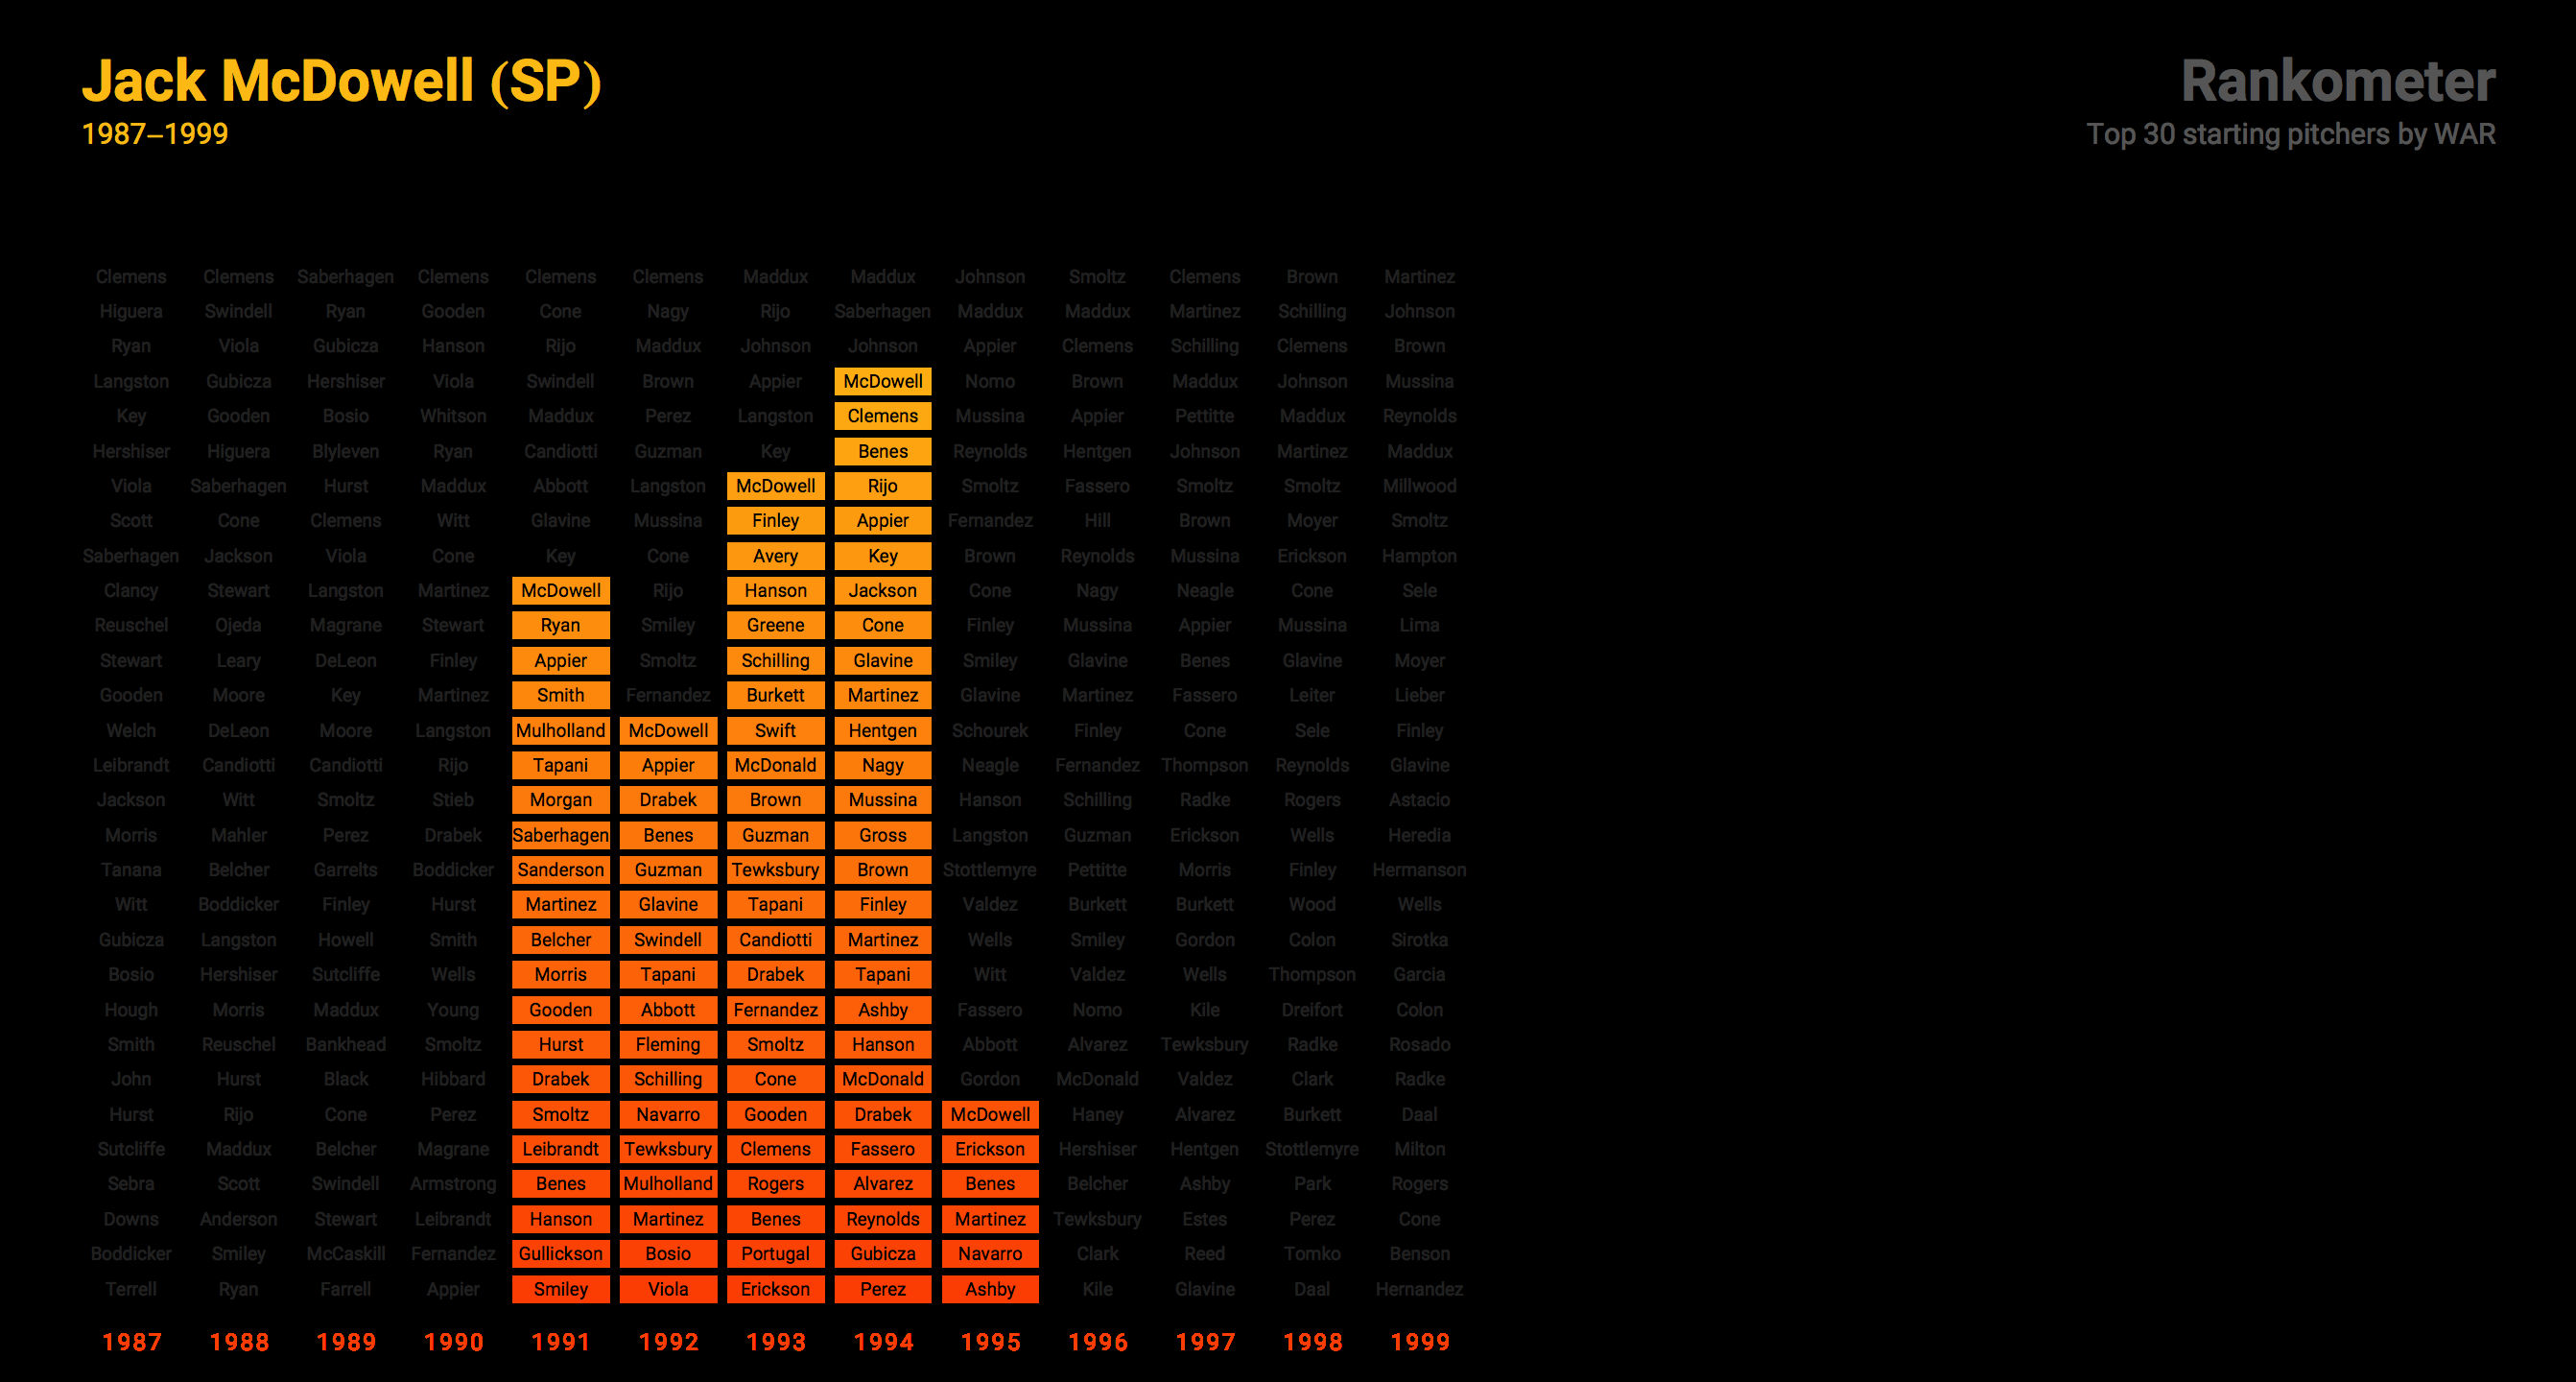 Jack McDowell (SP)
1987–1999
Rankometer
Top 30 starting pitchers by WAR
Clemens Clemens Saberhagen Clemens Clemens Clemens Maddux Maddux Johnson Smoltz Clemens Brown Martinez
Higuera Swindell Ryan Gooden Cone Nagy Rijo Saberhagen Maddux Maddux Martinez Schilling Johnson
Ryan Viola Gubicza Hanson Rijo Maddux Johnson Johnson Appier Clemens Schilling Clemens Brown
Langston Gubicza Hershiser Viola Swindell Brown Appier McDowell Nomo Brown Maddux Johnson Mussina
Key Gooden Bosio Whitson Maddux Perez Langston Clemens Mussina Appier Pettitte Maddux Reynolds
Hershiser Higuera Blyleven Ryan Candiotti Guzman Key Benes Reynolds Hentgen Johnson Martinez Maddux
Viola Saberhagen Hurst Maddux Abbott Langston McDowell Rijo Smoltz Fassero Smoltz Smoltz Millwood
Scott Cone Clemens Witt Glavine Mussina Finley Appier Fernandez Hill Brown Moyer Smoltz
Saberhagen Jackson Viola Cone Key Cone Avery Key Brown Reynolds Mussina Erickson Hampton
Clancy Stewart Langston Martinez McDowell Rijo Hanson Jackson Cone Nagy Neagle Cone Sele
Reuschel Ojeda Magrane Stewart Ryan Smiley Greene Cone Finley Mussina Appier Mussina Lima
Stewart Leary DeLeon Finley Appier Smoltz Schilling Glavine Smiley Glavine Benes Glavine Moyer
Gooden Moore Key Martinez Smith Fernandez Burkett Martinez Glavine Martinez Fassero Leiter Lieber
Welch DeLeon Moore Langston Mulholland McDowell Swift Hentgen Schourek Finley Cone Sele Finley
Leibrandt Candiotti Candiotti Rijo Tapani Appier McDonald Nagy Neagle Fernandez Thompson Reynolds Glavine
Jackson Witt Smoltz Stieb Morgan Drabek Brown Mussina Hanson Schilling Radke Rogers Astacio
Morris Mahler Perez Drabek Saberhagen Benes Guzman Gross Langston Guzman Erickson Wells Heredia
Tanana Belcher Garrelts Boddicker Sanderson Guzman Tewksbury Brown Stottlemyre Pettitte Morris Finley Hermanson
Witt Boddicker Finley Hurst Martinez Glavine Tapani Finley Valdez Burkett Burkett Wood Wells
Gubicza Langston Howell Smith Belcher Swindell Candiotti Martinez Wells Smiley Gordon Colon Sirotka
Bosio Hershiser Sutcliffe Wells Morris Tapani Drabek Tapani Witt Valdez Wells Thompson Garcia
Hough Morris Maddux Young Gooden Abbott Fernandez Ashby Fassero Nomo Kile Dreifort Colon
Smith Reuschel Bankhead Smoltz Hurst Fleming Smoltz Hanson Abbott Alvarez Tewksbury Radke Rosado
John Hurst Black Hibbard Drabek Schilling Cone McDonald Gordon McDonald Valdez Clark Radke
Hurst Rijo Cone Perez Smoltz Navarro Gooden Drabek McDowell Haney Alvarez Burkett Daal
Sutcliffe Maddux Belcher Magrane Leibrandt Tewksbury Clemens Fassero Erickson Hershiser Hentgen Stottlemyre Milton
Sebra Scott Swindell Armstrong Benes Mulholland Rogers Alvarez Benes Belcher Ashby Park Rogers
Downs Anderson Stewart Leibrandt Hanson Martinez Benes Reynolds Martinez Tewksbury Estes Perez Cone
Boddicker Smiley McCaskill Fernandez Gullickson Bosio Portugal Gubicza Navarro Clark Reed Tomko Benson
Terrell Ryan Farrell Appier Smiley Viola Erickson Perez Ashby Kile Glavine Daal Hernandez
1987 1988 1989 1990 1991 1992 1993 1994 1995 1996 1997 1998 1999